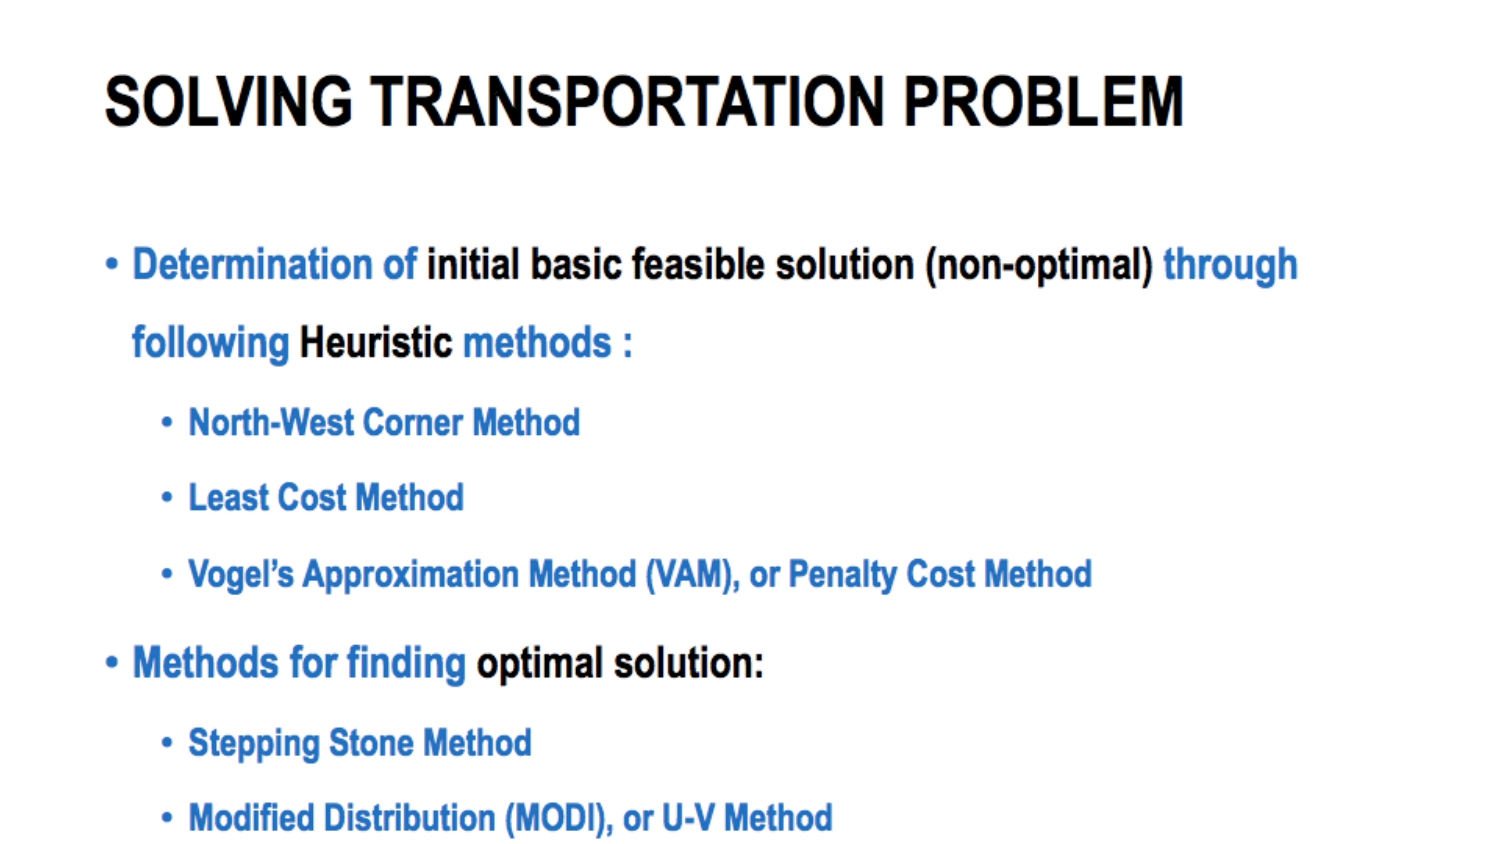 SOLVING TRANSPORTATION PROBLEM
• Determination of initial basic feasible solution (non-optimal) through
following Heuristic methods :
• North-West Corner Method
• Least Cost Method
• Vogel’s Approximation Method (VAM), or Penalty Cost Method
• Methods for finding optimal solution:
• Stepping Stone Method
• Modified Distribution (MODI), or U-V Method